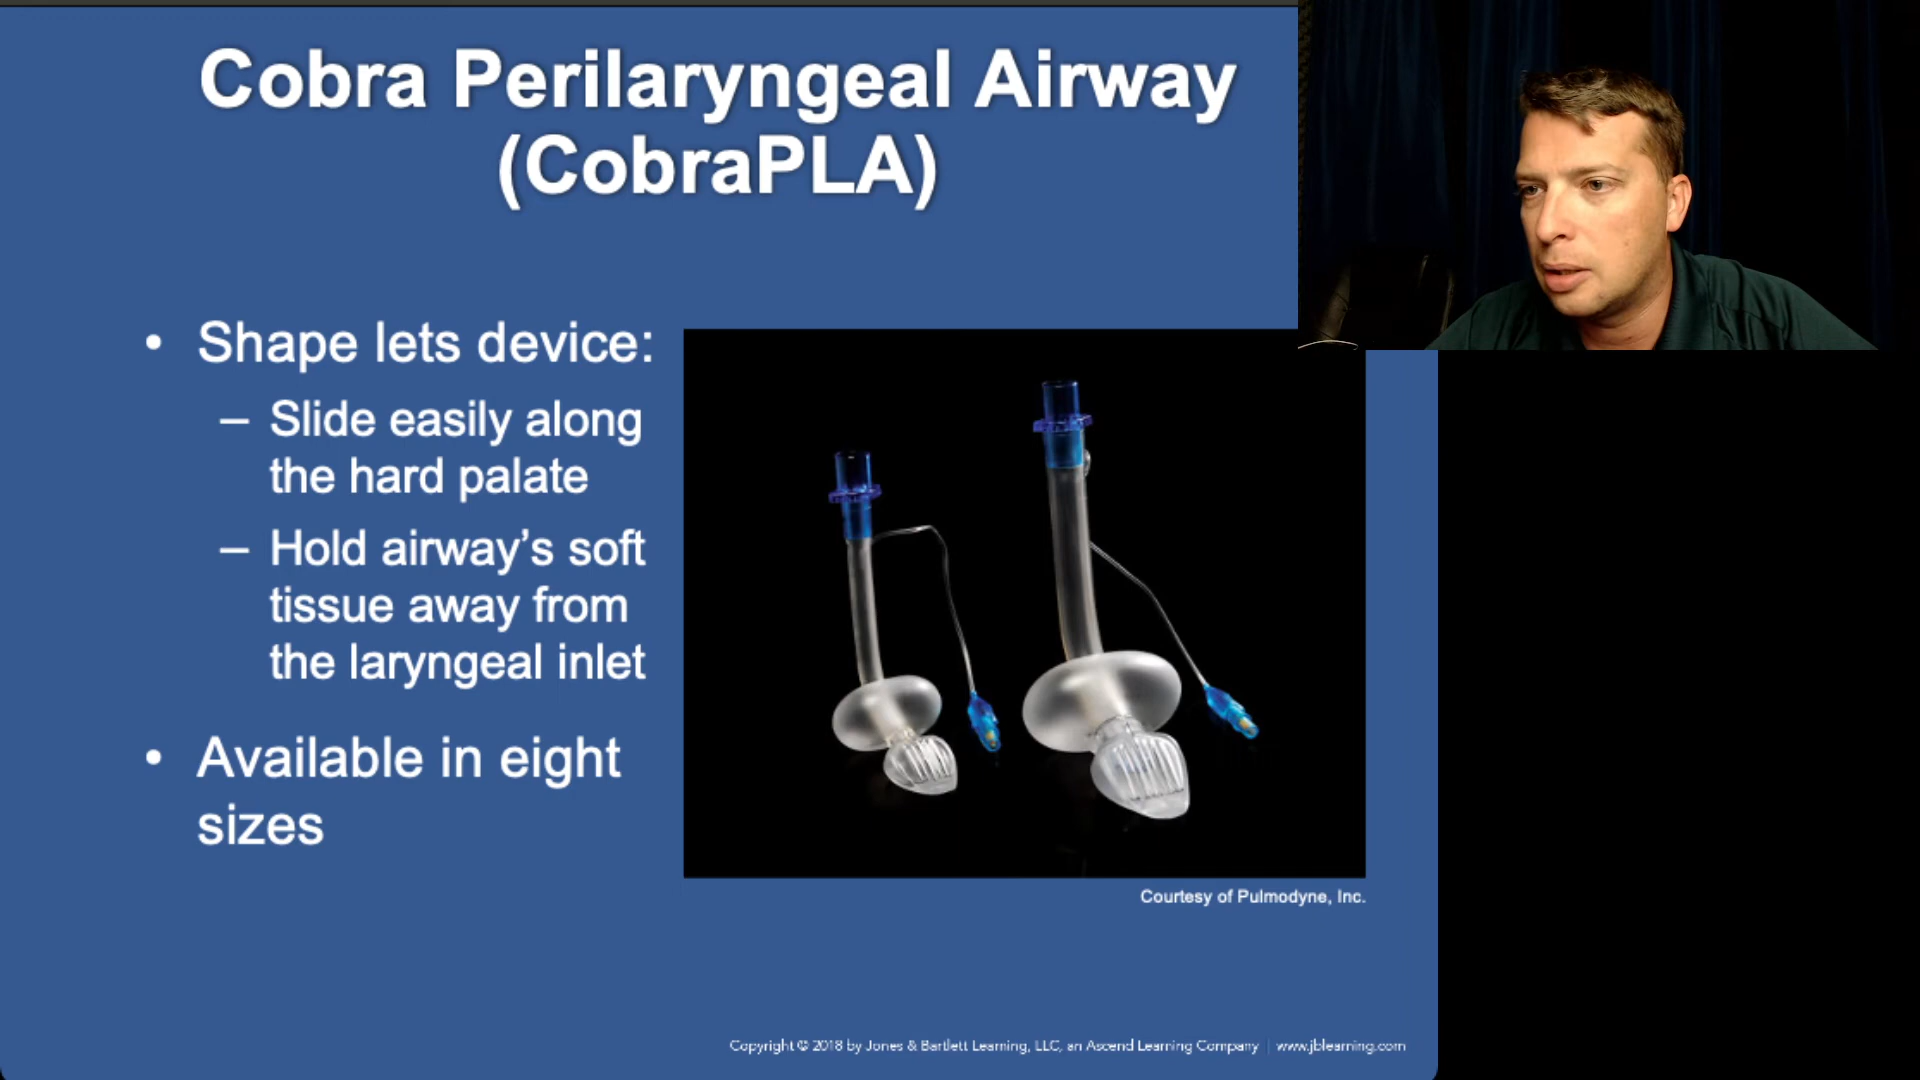 Cobra Perilaryngeal Airway
(CobraPLA)
• Shape lets device:
– Slide easily along
the hard palate
– Hold airway’s soft
tissue away from
the laryngeal inlet
• Available in eight
sizes
Courtesy of Pulmodyne, Inc.
Copyright © 2018 by Jones & Bartlett Learning, LLC, an Ascend Learning Company | www.jblearning.com